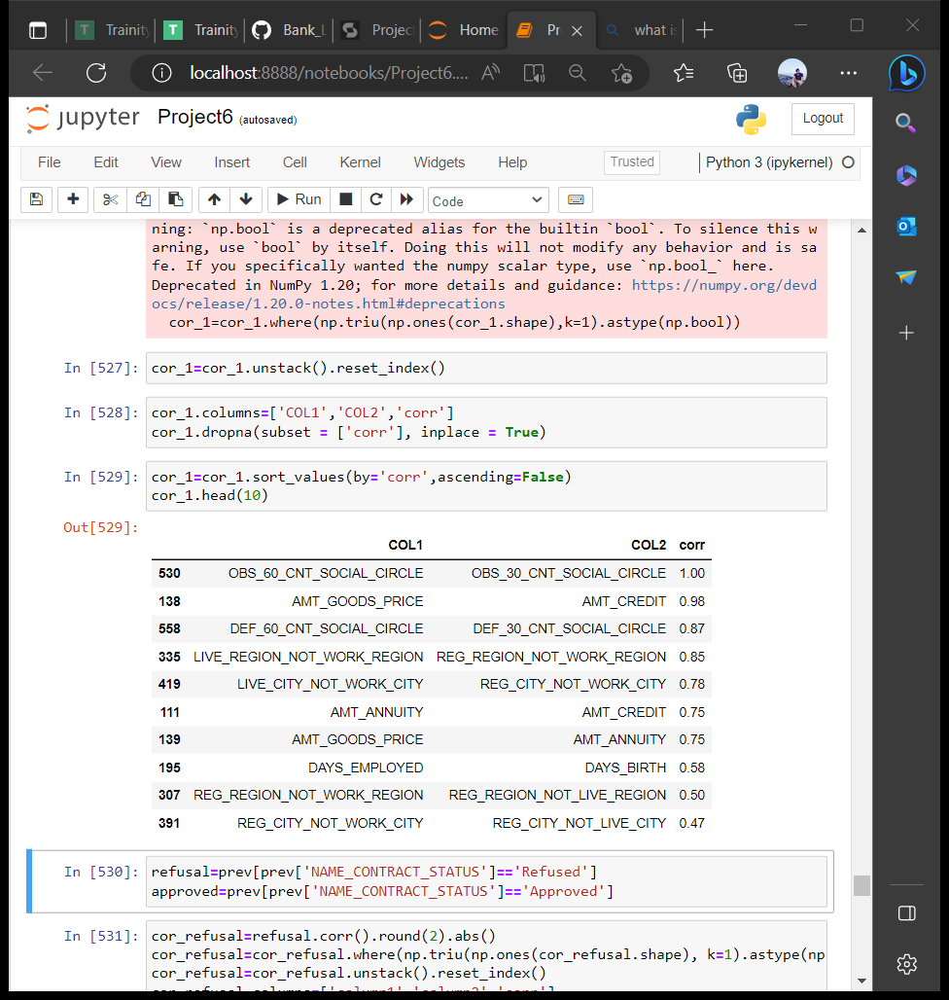 Trainity
Trainity
Bank_L
Project
Home
Pr
what is
localhost:8888/notebooks/Project6....
jupyter Project6 (autosaved)
Logout
File Edit View Insert Cell Kernel Widgets Help
Trusted
Python 3 (ipykernel)
Run
Code
ning: `np.bool` is a deprecated alias for the builtin `bool`. To silence this w
arning, use `bool` by itself. Doing this will not modify any behavior and is sa
fe. If you specifically wanted the numpy scalar type, use `np.bool_` here.
Deprecated in NumPy 1.20; for more details and guidance: https://numpy.org/devd
ocs/release/1.20.0-notes.html#deprecations
cor_1=cor_1.where(np.triu(np.ones(cor_1.shape),k=1).astype(np.bool))
In [527]: cor_1=cor_1.unstack().reset_index()
In [528]: cor_1.columns=['COL1','COL2','corr']
cor_1.dropna(subset = ['corr'], inplace = True)
In [529]: cor_1=cor_1.sort_values(by='corr',ascending=False)
cor_1.head(10)
Out[529]:
COL1 COL2 corr
530 OBS_60_CNT_SOCIAL_CIRCLE OBS_30_CNT_SOCIAL_CIRCLE 1.00
138 AMT_GOODS_PRICE AMT_CREDIT 0.98
558 DEF_60_CNT_SOCIAL_CIRCLE DEF_30_CNT_SOCIAL_CIRCLE 0.87
335 LIVE_REGION_NOT_WORK_REGION REG_REGION_NOT_WORK_REGION 0.85
419 LIVE_CITY_NOT_WORK_CITY REG_CITY_NOT_WORK_CITY 0.78
111 AMT_ANNUITY AMT_CREDIT 0.75
139 AMT_GOODS_PRICE AMT_ANNUITY 0.75
195 DAYS_EMPLOYED DAYS_BIRTH 0.58
307 REG_REGION_NOT_WORK_REGION REG_REGION_NOT_LIVE_REGION 0.50
391 REG_CITY_NOT_WORK_CITY REG_CITY_NOT_LIVE_CITY 0.47
In [530]: refusal=prev[prev['NAME_CONTRACT_STATUS']=='Refused']
approved=prev[prev['NAME_CONTRACT_STATUS']=='Approved']
In [531]: cor_refusal=refusal.corr().round(2).abs()
cor_refusal=cor_refusal.where(np.triu(np.ones(cor_refusal.shape), k=1).astype(np
cor_refusal=cor_refusal.unstack().reset_index()
cor_refusal.columns=['column1','column2','corr']